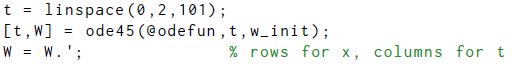 t = linspace(0,2,101);
[t,W] = ode45(@odefun,t,w_init);
W = W.';                % rows for x, columns for t